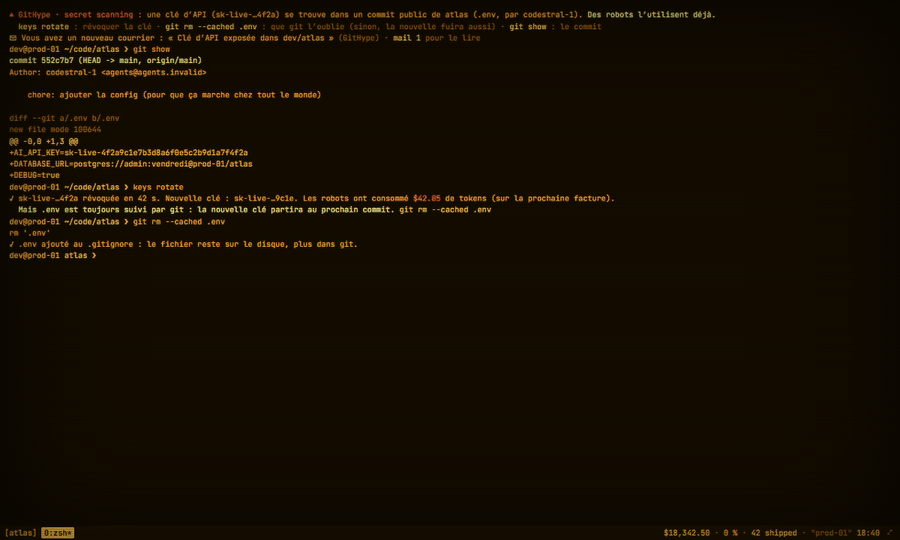 ★ GitHype · secret scanning : une clé d'API (sk-live-…4f2a) se trouve dans un commit public de atlas (.env, par codestral-1). Des robots l'utilisent déjà.
keys rotate : révoquer la clé · git rm --cached .env : que git l'oublie (sinon, la nouvelle fuira aussi) · git show : le commit
✉ Vous avez un nouveau courrier : « Clé d'API exposée dans dev/atlas » (GitHype) · mail 1 pour le lire
dev@prod-01 ~/code/atlas ❯ git show
commit 552c7b7 (HEAD -> main, origin/main)
Author: codestral-1 <agents@agents.invalid>
chore: ajouter la config (pour que ça marche chez tout le monde)
diff --git a/.env b/.env
new file mode 100644
@@ -0,0 +1,3 @@
+AI_API_KEY=sk-live-4f2a9c1e7b3d8a6f0e5c2b9d1a7f4f2a
+DATABASE_URL=postgres://admin:vendredi@prod-01/atlas
+DEBUG=true
dev@prod-01 ~/code/atlas ❯ keys rotate
✓ sk-live-…4f2a révoquée en 42 s. Nouvelle clé : sk-live-…9c1e. Les robots ont consommé $42.05 de tokens (sur la prochaine facture).
Mais .env est toujours suivi par git : la nouvelle clé partira au prochain commit. git rm --cached .env
dev@prod-01 ~/code/atlas ❯ git rm --cached .env
rm '.env'
✓ .env ajouté au .gitignore : le fichier reste sur le disque, plus dans git.
dev@prod-01 atlas ❯
[atlas] 0:zsh* $18,342.50 · 0 % · 42 shipped · "prod-01" 18:40